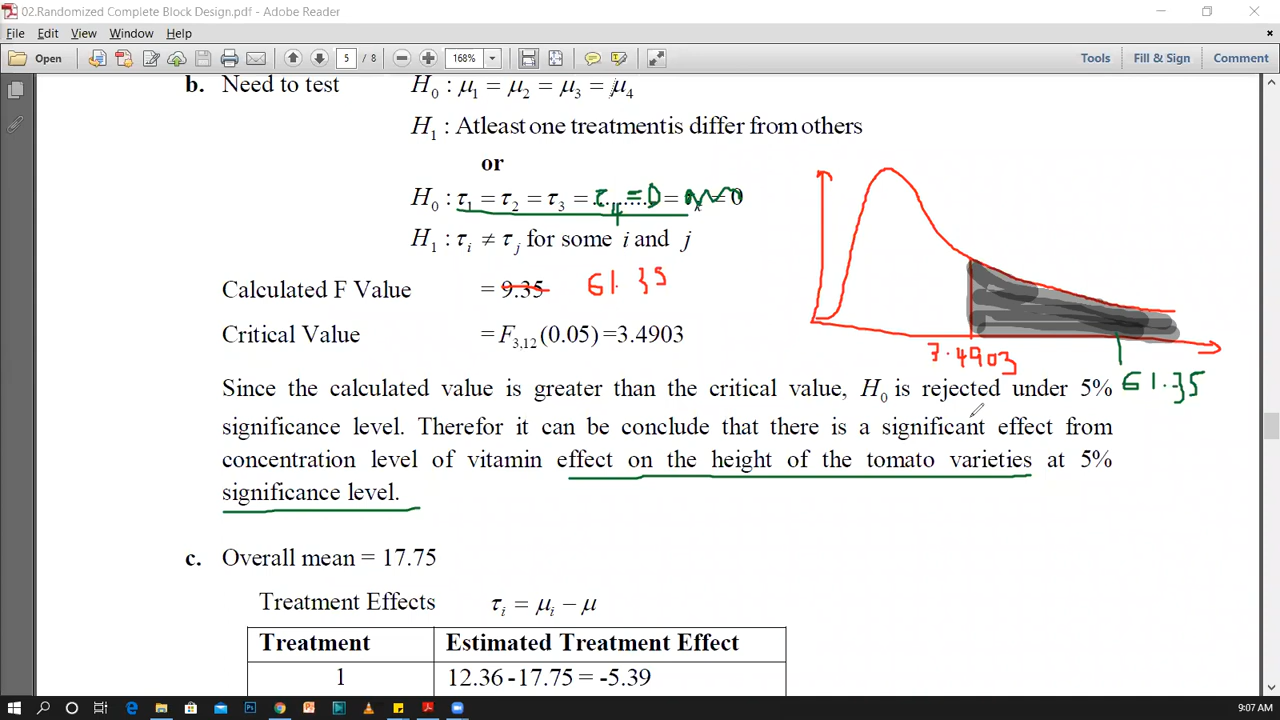 02.Randomized Complete Block Design.pdf - Adobe Reader
File Edit View Window Help
Open 5 / 8 168% Tools Fill & Sign Comment
b. Need to test H0 : μ1 = μ2 = μ3 = μ4
H1 : Atleast one treatmentis differ from others
or
H0 : τ1 = τ2 = τ3 = τ4 = 0 = = 0
H1 : τi ≠ τj for some i and j
Calculated F Value = 9.35 61.35
Critical Value = F3,12(0.05) =3.4903
3.4903
61.35
Since the calculated value is greater than the critical value, H0 is rejected under 5%
significance level. Therefor it can be conclude that there is a significant effect from
concentration level of vitamin effect on the height of the tomato varieties at 5%
significance level.
c. Overall mean = 17.75
Treatment Effects τi = μi − μ
Treatment Estimated Treatment Effect
1 12.36 -17.75 = -5.39
9:07 AM